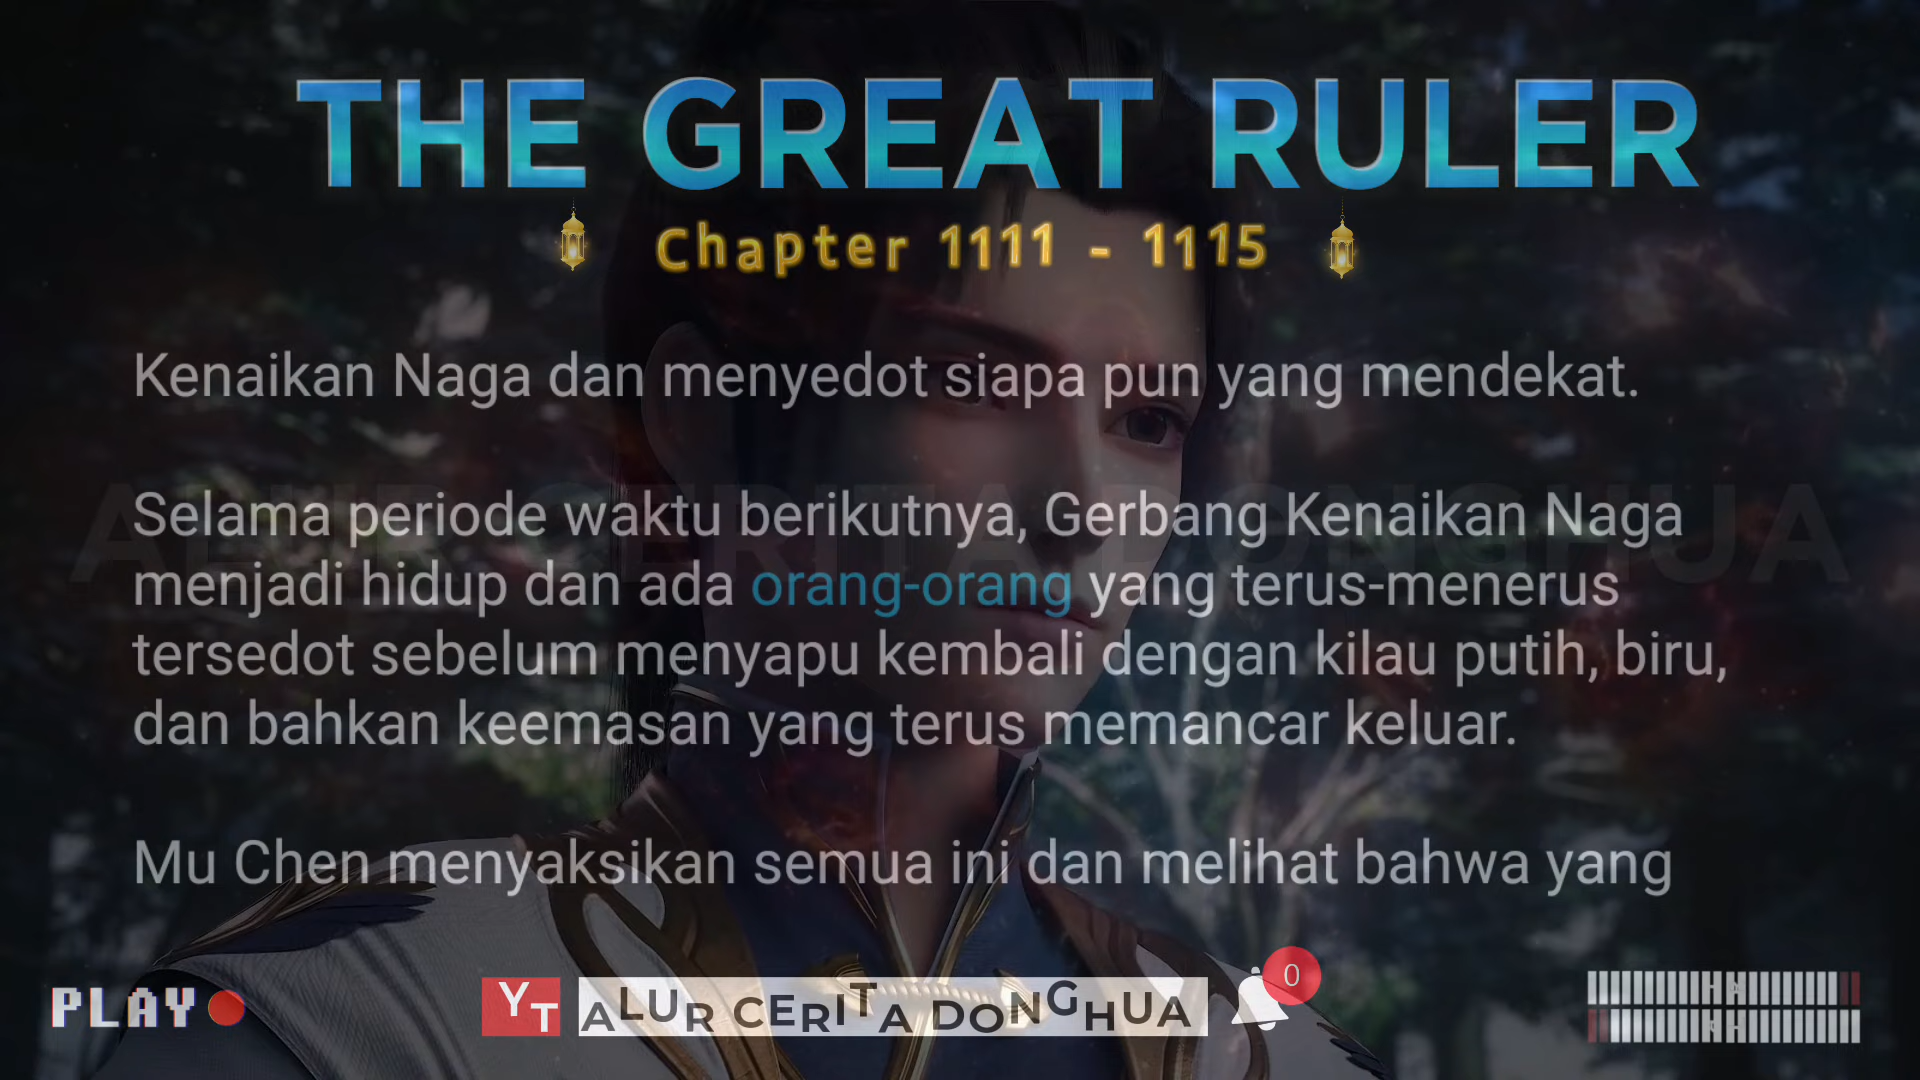 THE GREAT RULER
Chapter 1111 - 1115
Kenaikan Naga dan menyedot siapa pun yang mendekat.
Selama periode waktu berikutnya, Gerbang Kenaikan Naga
menjadi hidup dan ada orang-orang yang terus-menerus
tersedot sebelum menyapu kembali dengan kilau putih, biru,
dan bahkan keemasan yang terus memancar keluar.
Mu Chen menyaksikan semua ini dan melihat bahwa yang
ALUR CERITA DONGHUA
PLAY
YT ALUR CERITA DONGHUA
0